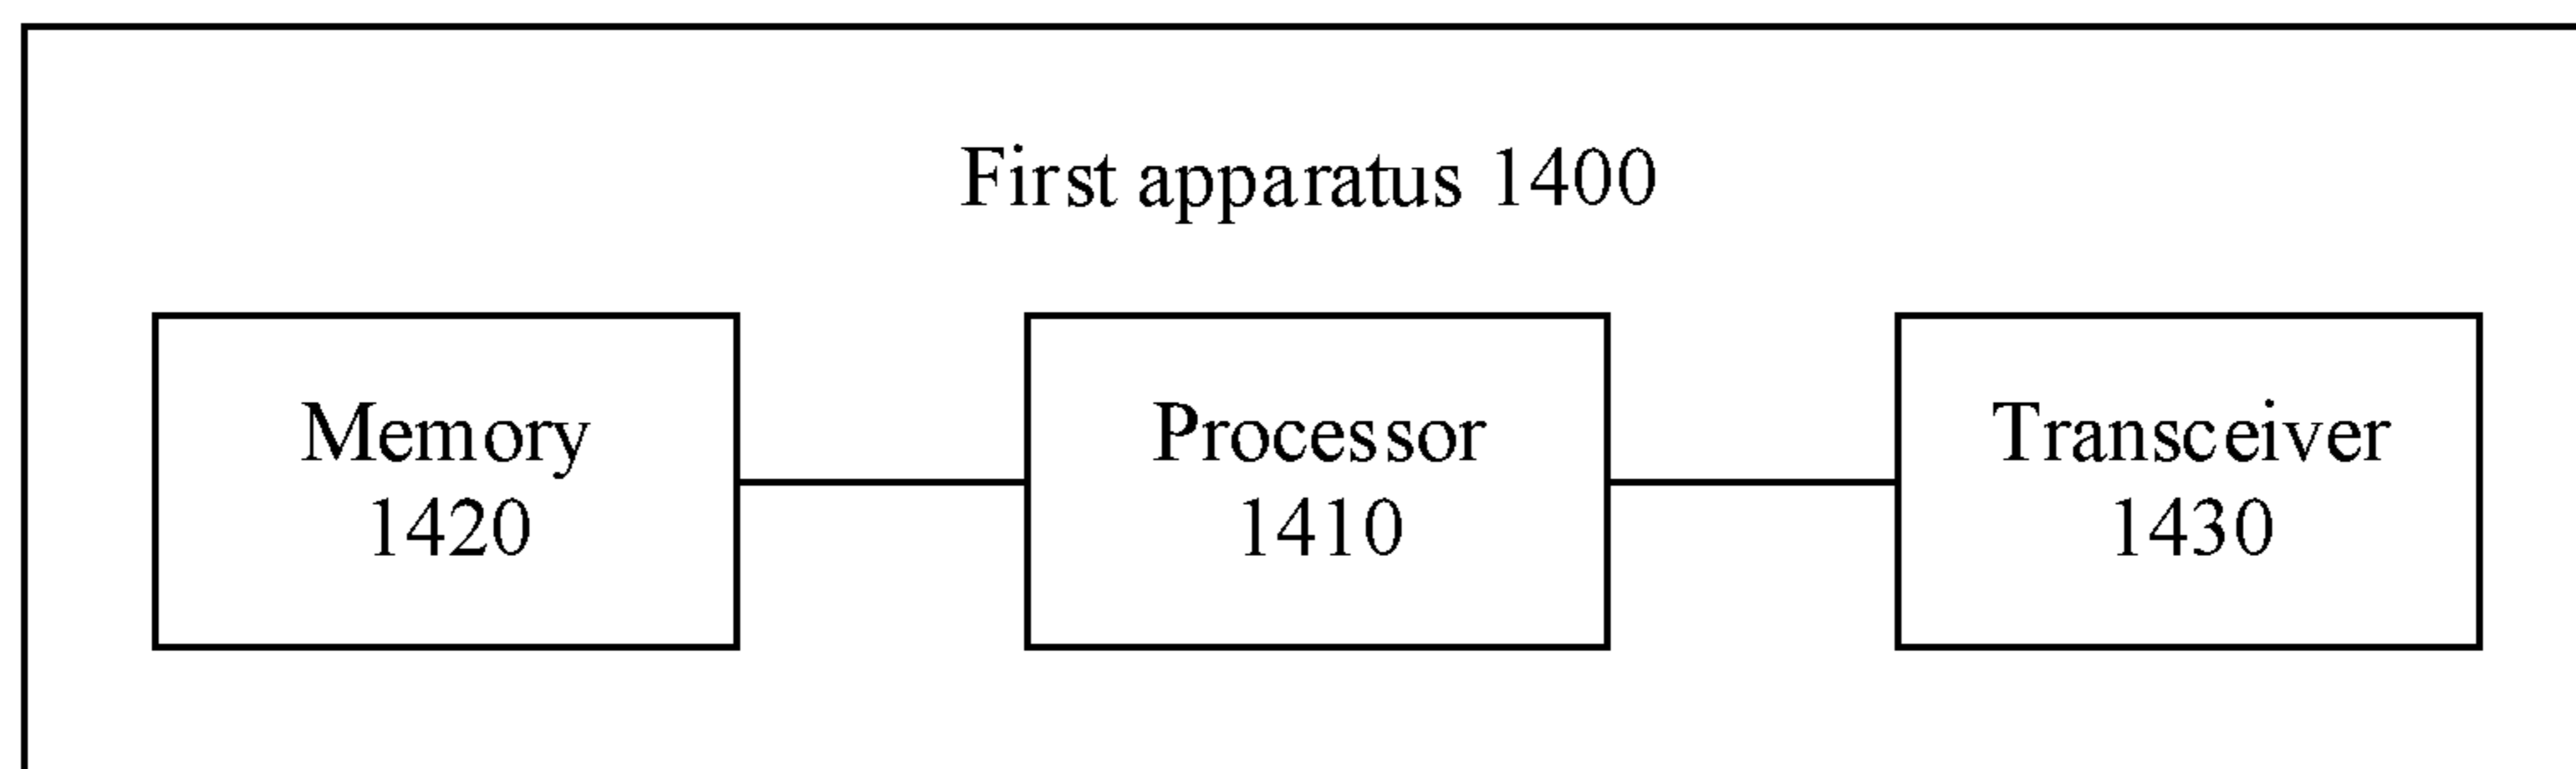 First apparatus 1400
Memory
1420
Processor
1410
Transceiver
1430